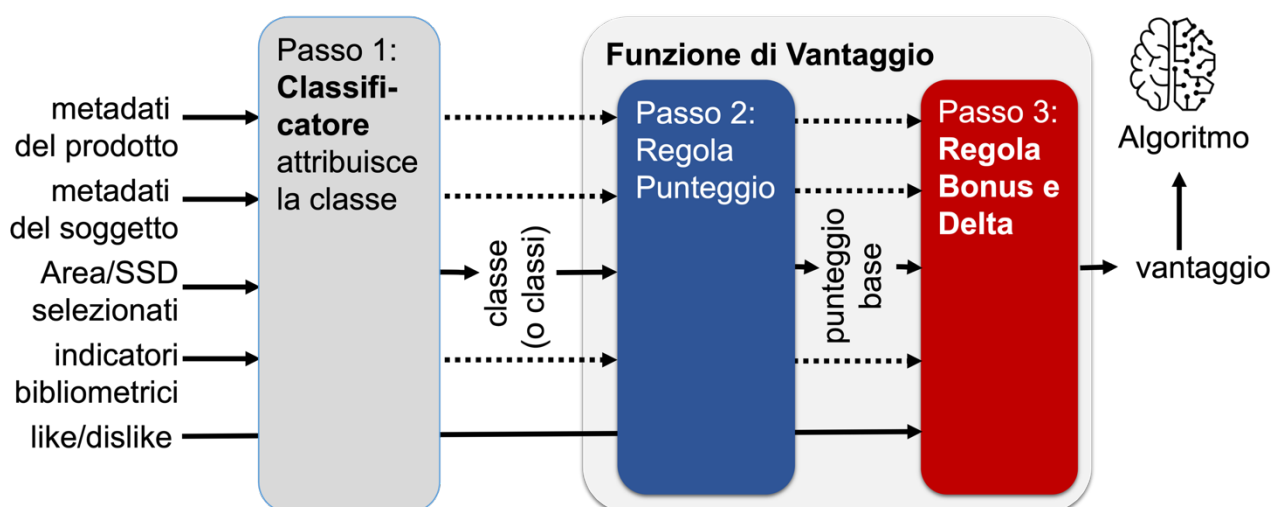 metadati
del prodotto
metadati
del soggetto
Area/SSD
selezionati
indicatori
bibliometrici
like/dislike
Passo 1:
Classifi-
catore
attribuisce
la classe
classe
(o classi)
Funzione di Vantaggio
Passo 2:
Regola
Punteggio
punteggio
base
Passo 3:
Regola
Bonus e
Delta
Algoritmo
vantaggio